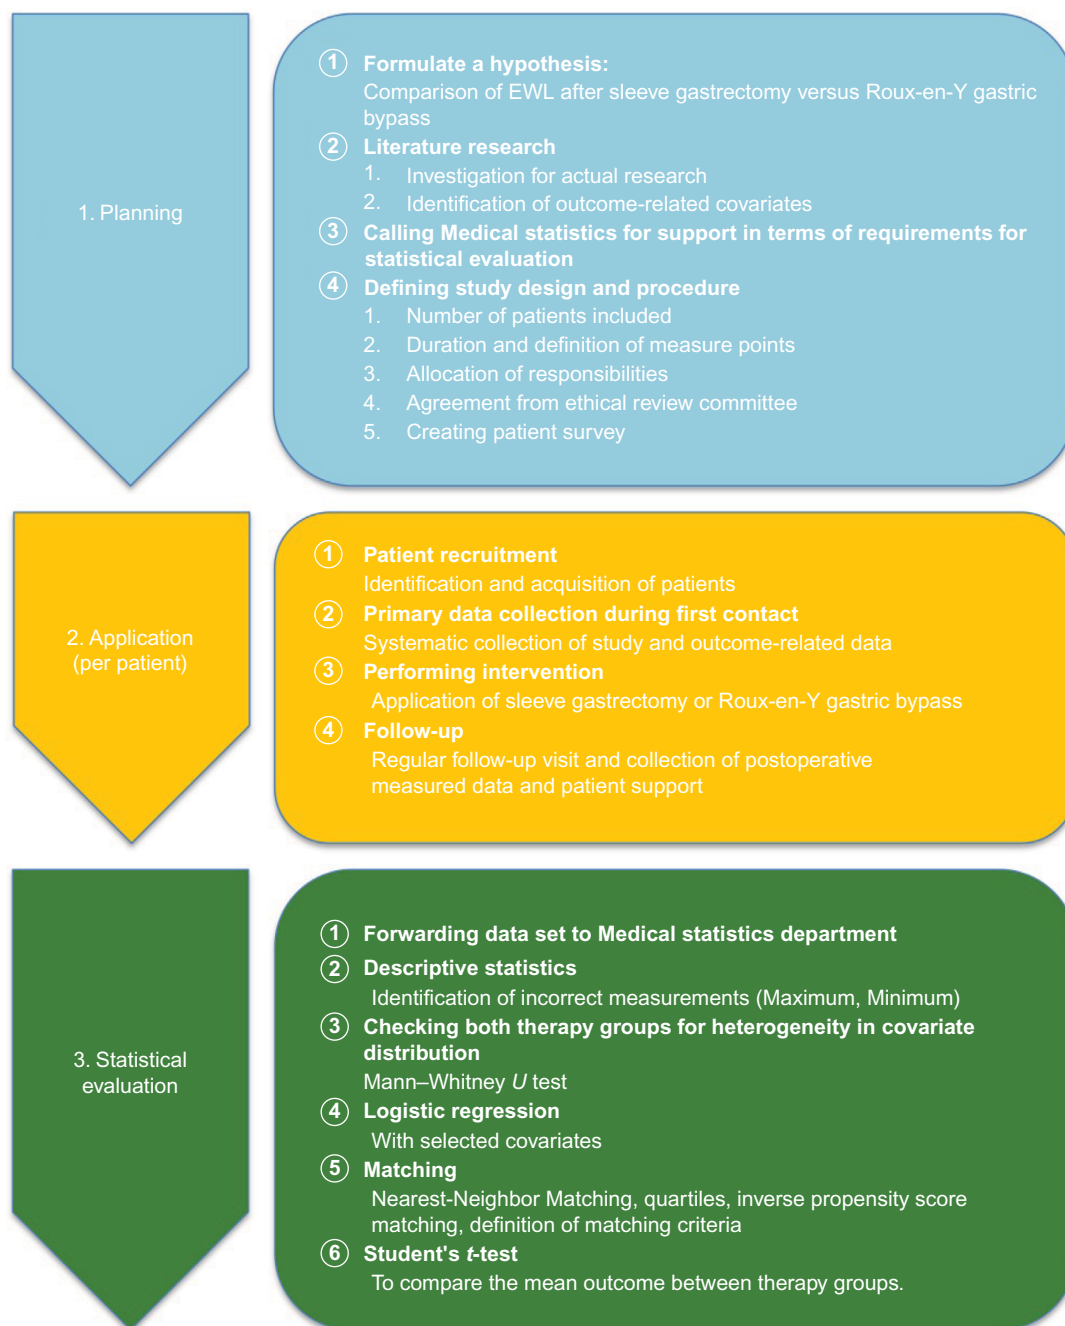 1. Planning
1 Formulate a hypothesis:
Comparison of EWL after sleeve gastrectomy versus Roux-en-Y gastric
bypass
2 Literature research
1. Investigation for actual research
2. Identification of outcome-related covariates
3 Calling Medical statistics for support in terms of requirements for
statistical evaluation
4 Defining study design and procedure
1. Number of patients included
2. Duration and definition of measure points
3. Allocation of responsibilities
4. Agreement from ethical review committee
5. Creating patient survey
2. Application
(per patient)
1 Patient recruitment
Identification and acquisition of patients
2 Primary data collection during first contact
Systematic collection of study and outcome-related data
3 Performing intervention
Application of sleeve gastrectomy or Roux-en-Y gastric bypass
4 Follow-up
Regular follow-up visit and collection of postoperative
measured data and patient support
3. Statistical
evaluation
1 Forwarding data set to Medical statistics department
2 Descriptive statistics
Identification of incorrect measurements (Maximum, Minimum)
3 Checking both therapy groups for heterogeneity in covariate
distribution
Mann–Whitney U test
4 Logistic regression
With selected covariates
5 Matching
Nearest-Neighbor Matching, quartiles, inverse propensity score
matching, definition of matching criteria
6 Student's t-test
To compare the mean outcome between therapy groups.